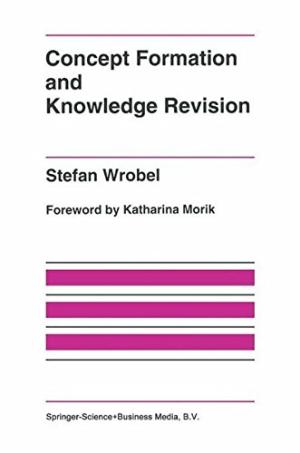 Concept Formation
and
Knowledge Revision
Stefan Wrobel
Foreword by Katharina Morik
Springer-Science+Business Media, B.V.